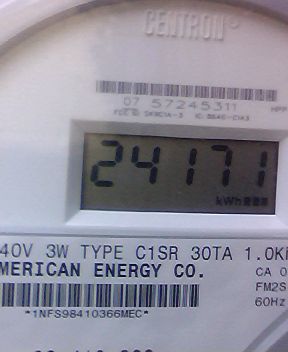 CENTRON®
07 57245311
24171
kWh
40V 3W TYPE C1SR 30TA 1.0K
MERICAN ENERGY CO.
CA 0
FM2S
60Hz
*1NFS98410366MEC*